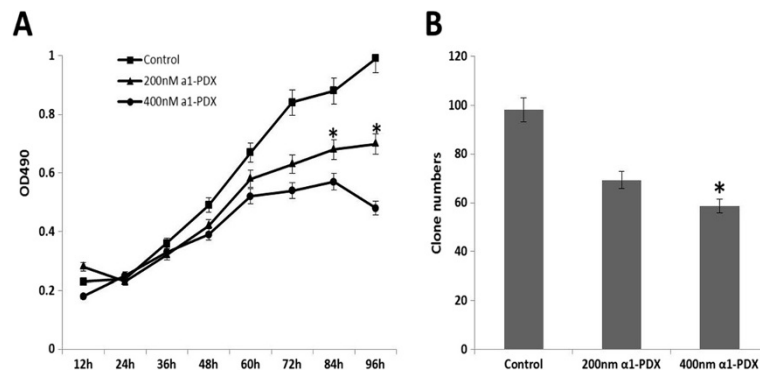 A
B
OD490
1
0.8
0.6
0.4
0.2
0
Control
200nM a1-PDX
400nM a1-PDX
*
*
12h 24h 36h 48h 60h 72h 84h 96h
Clone numbers
120
100
80
60
40
20
0
*
Control 200nm α1-PDX 400nm α1-PDX